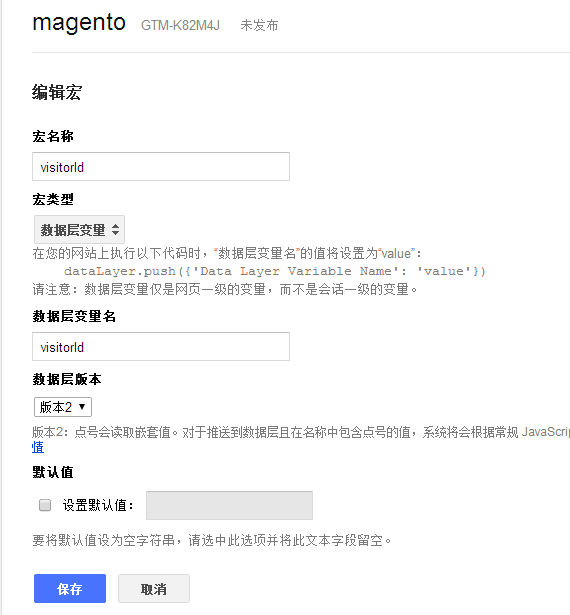 magento GTM-K82M4J 未发布
编辑宏
宏名称
visitorId
宏类型
数据层变量
在您的网站上执行以下代码时，“数据层变量名”的值将设置为“value”：
dataLayer.push({'Data Layer Variable Name': 'value'})
请注意：数据层变量仅是网页一级的变量，而不是会话一级的变量。
数据层变量名
visitorId
数据层版本
版本2
版本2：点号会读取嵌套值。对于推送到数据层且在名称中包含点号的值，系统将会根据常规 JavaScrip
情
默认值
设置默认值：
要将默认值设为空字符串，请选中此选项并将此文本字段留空。
保存 取消